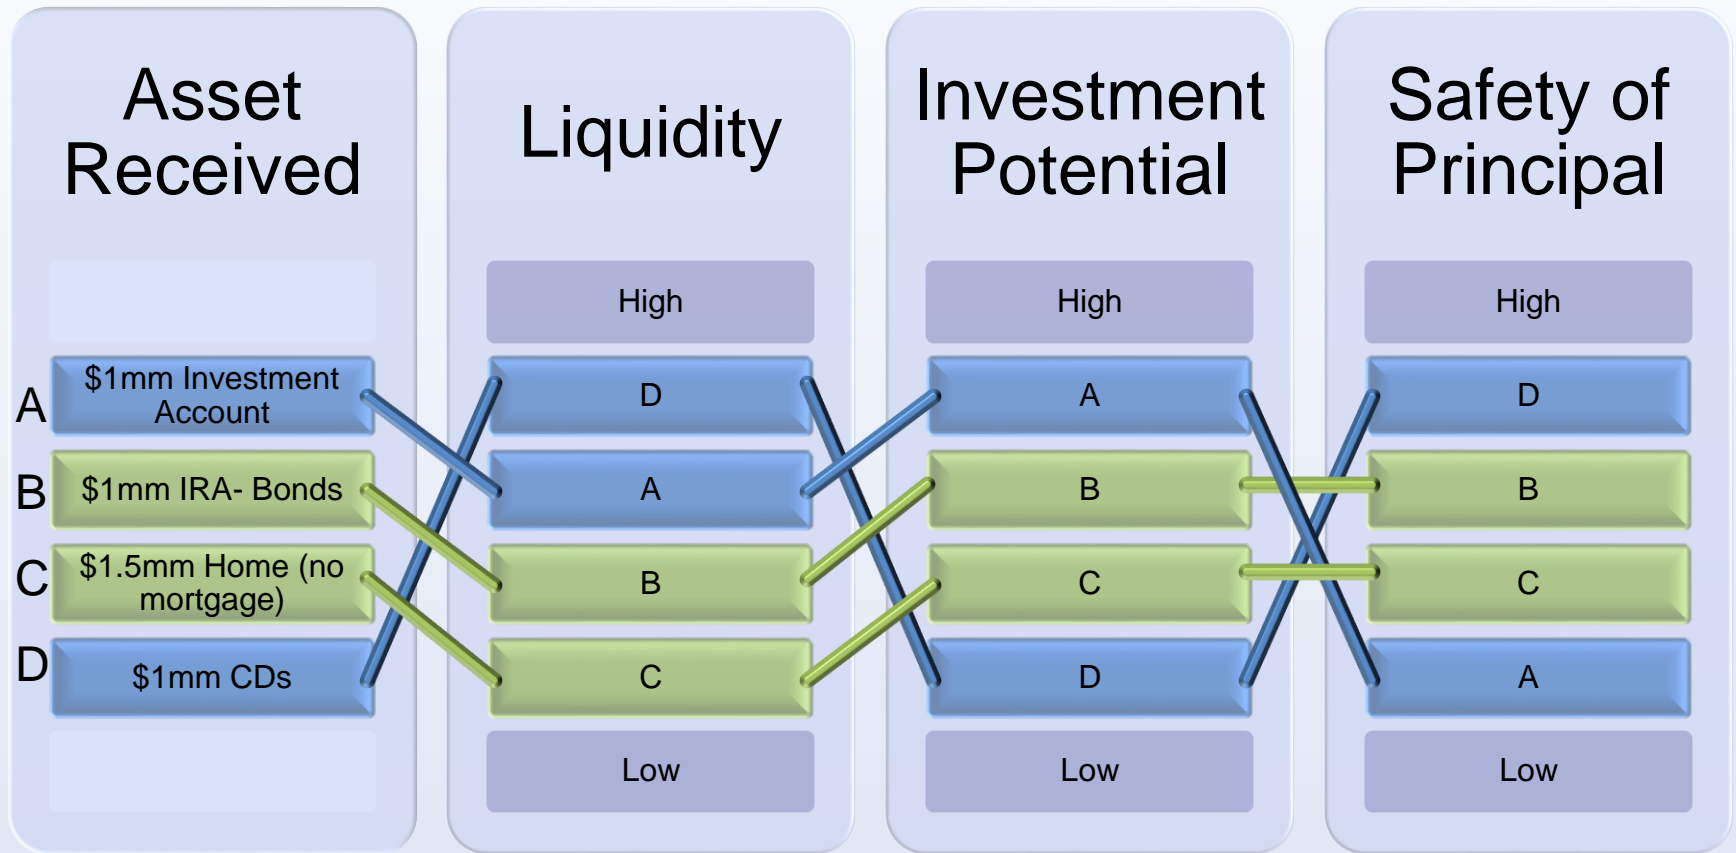 Asset
Received
A
$1mm Investment
Account
B
$1mm IRA- Bonds
C
$1.5mm Home (no
mortgage)
D
$1mm CDs
Liquidity
High
D
A
B
C
Low
Investment
Potential
High
A
B
C
D
Low
Safety of
Principal
High
D
B
C
A
Low